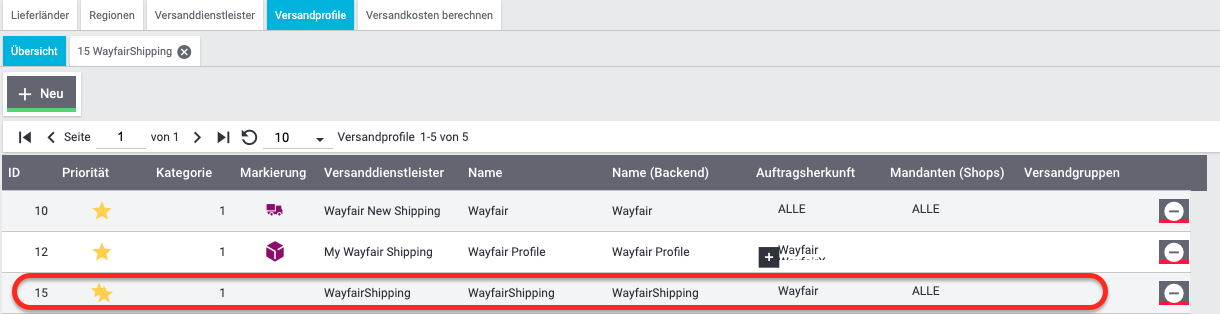 Lieferländer Regionen Versanddienstleister Versandprofile Versandkosten berechnen
Übersicht 15 WayfairShipping
+ Neu
Seite 1 von 1 10 Versandprofile 1-5 von 5
ID Priorität Kategorie Markierung Versanddienstleister Name Name (Backend) Auftragsherkunft Mandanten (Shops) Versandgruppen
10 1 Wayfair New Shipping Wayfair Wayfair ALLE ALLE
12 1 My Wayfair Shipping Wayfair Profile Wayfair Profile + Wayfair
15 1 WayfairShipping WayfairShipping WayfairShipping Wayfair ALLE